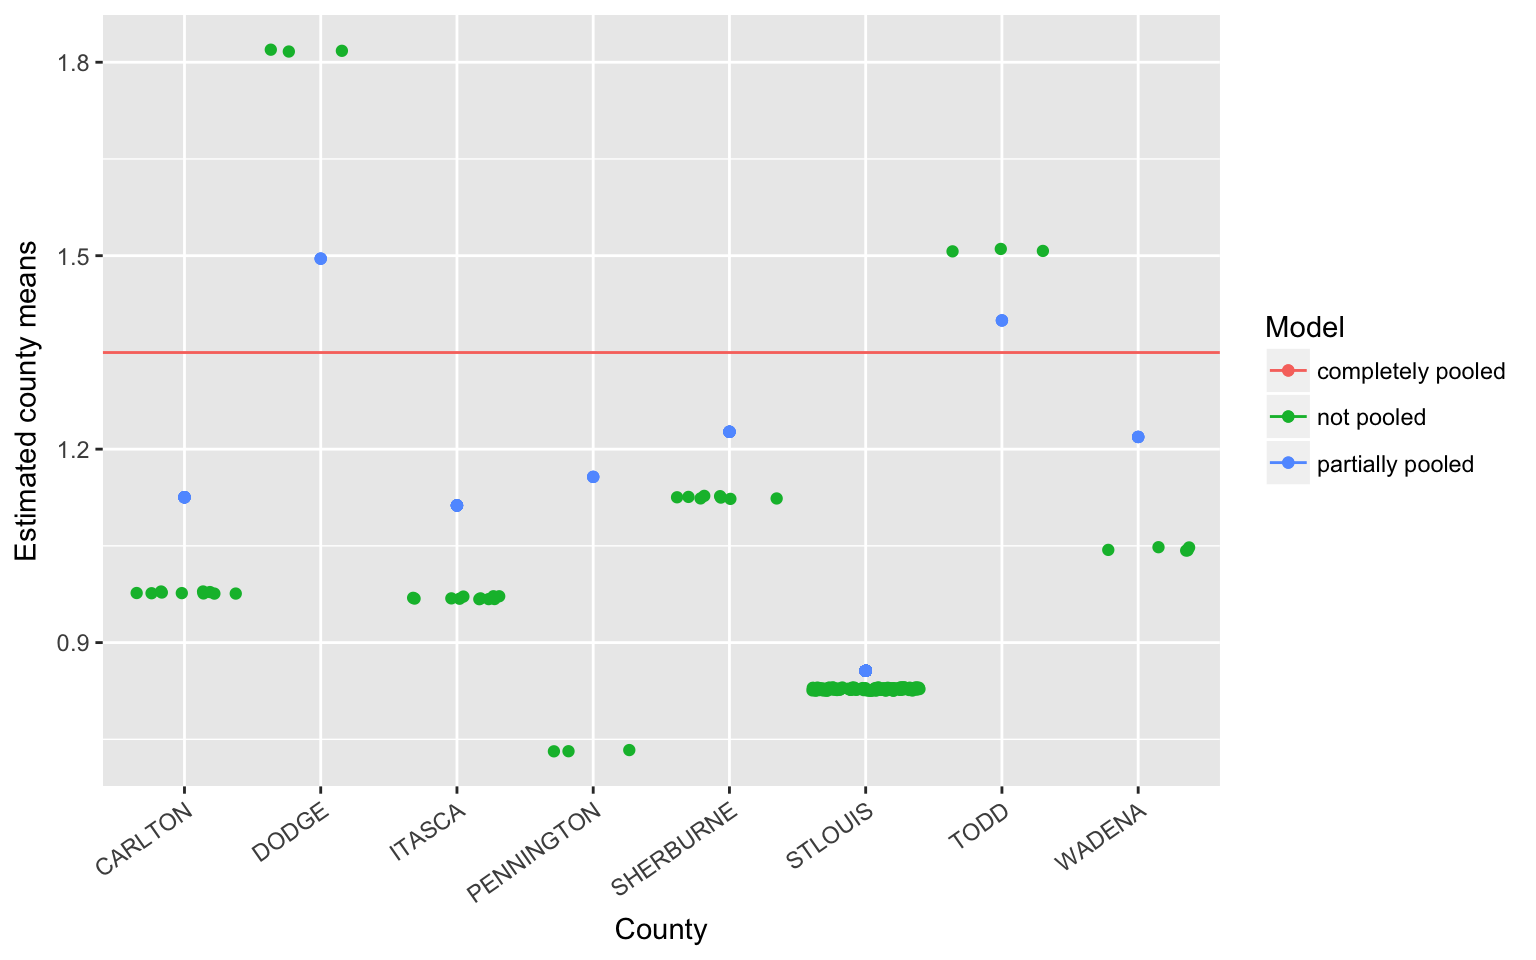 Estimated county means
1.8
1.5
1.2
0.9
CARLTON
DODGE
ITASCA
PENNINGTON
SHERBURNE
STLOUIS
TODD
WADENA
County
Model
completely pooled
not pooled
partially pooled